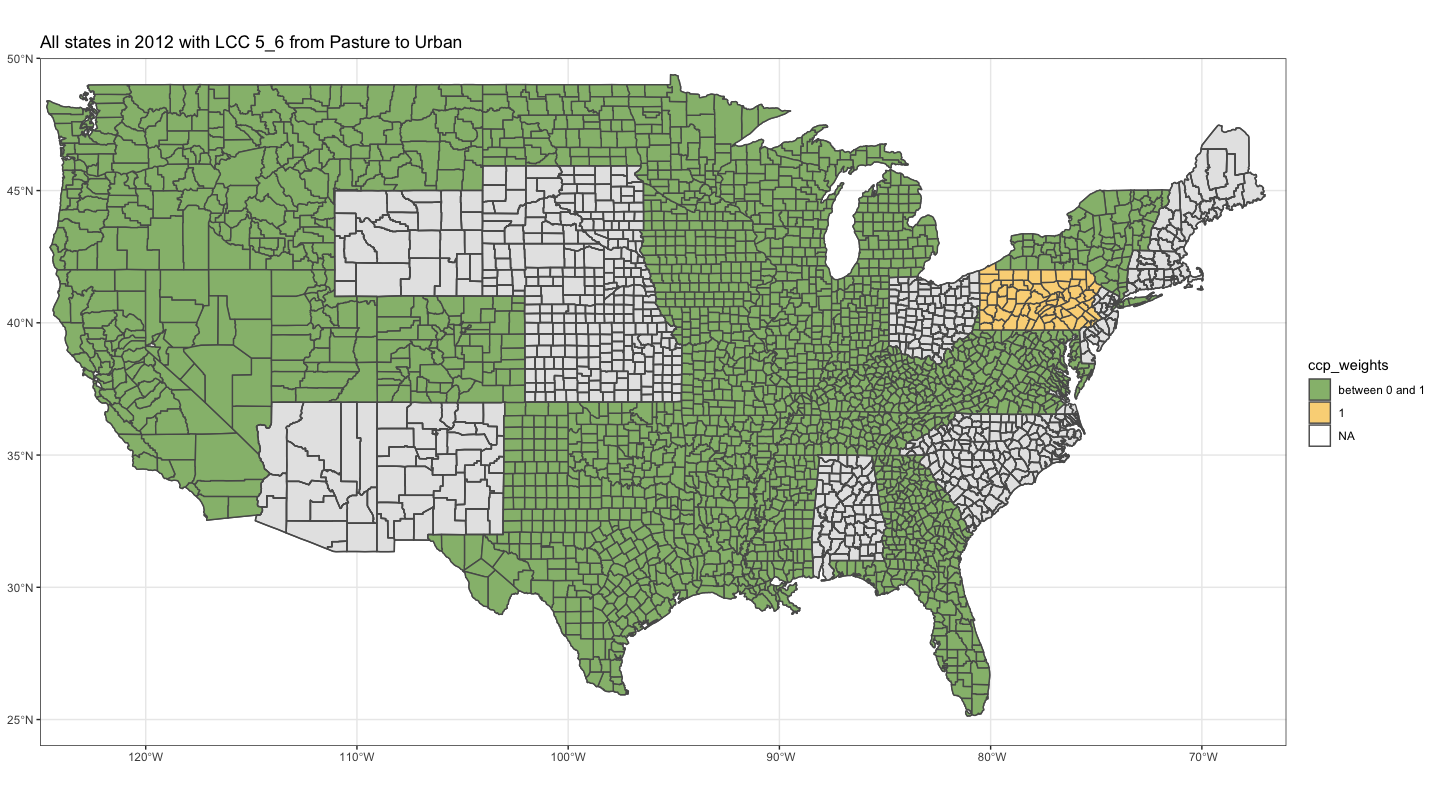 All states in 2012 with LCC 5_6 from Pasture to Urban
50°N
45°N
40°N
35°N
30°N
25°N
120°W
110°W
100°W
90°W
80°W
70°W
ccp_weights
between 0 and 1
1
NA